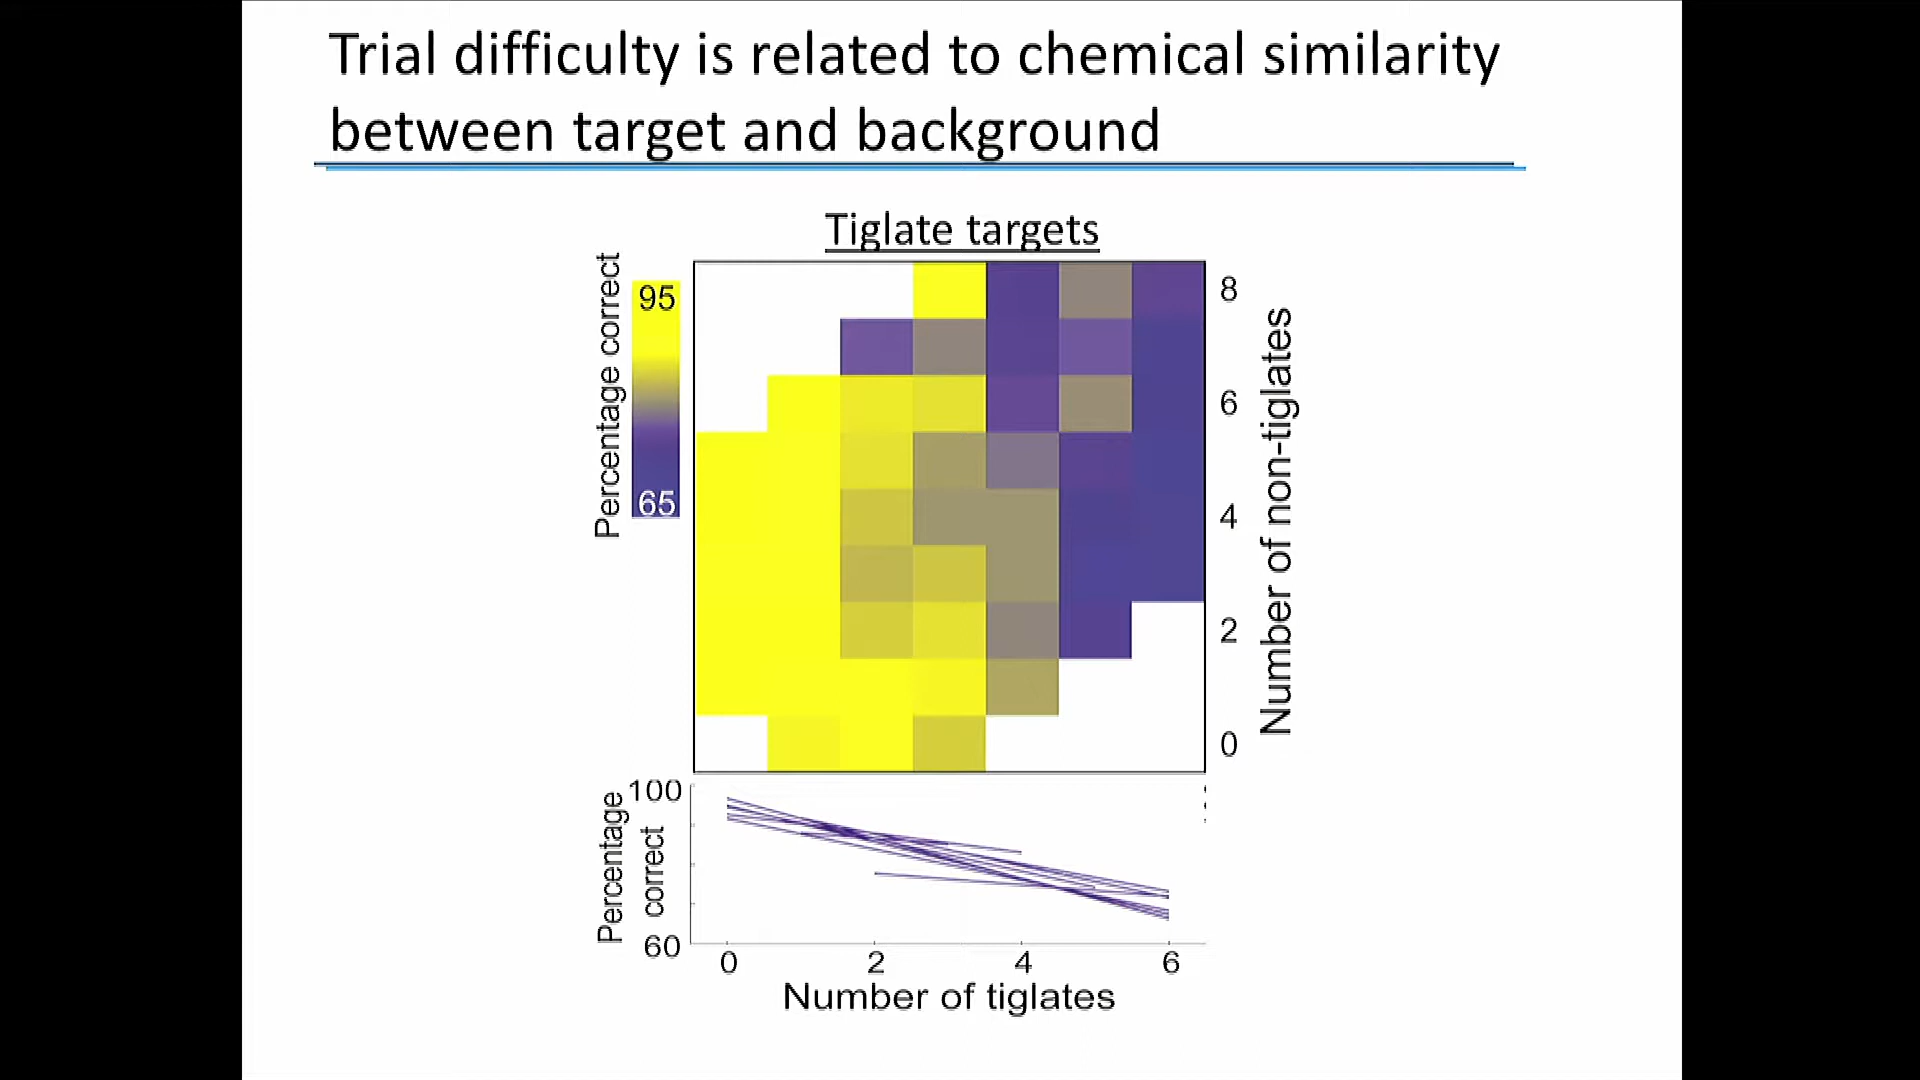 Trial difficulty is related to chemical similarity
between target and background
Tiglate targets
Percentage correct
95
65
8
6
4
2
0
Number of non-tiglates
Percentage
correct
100
60
0 2 4 6
Number of tiglates